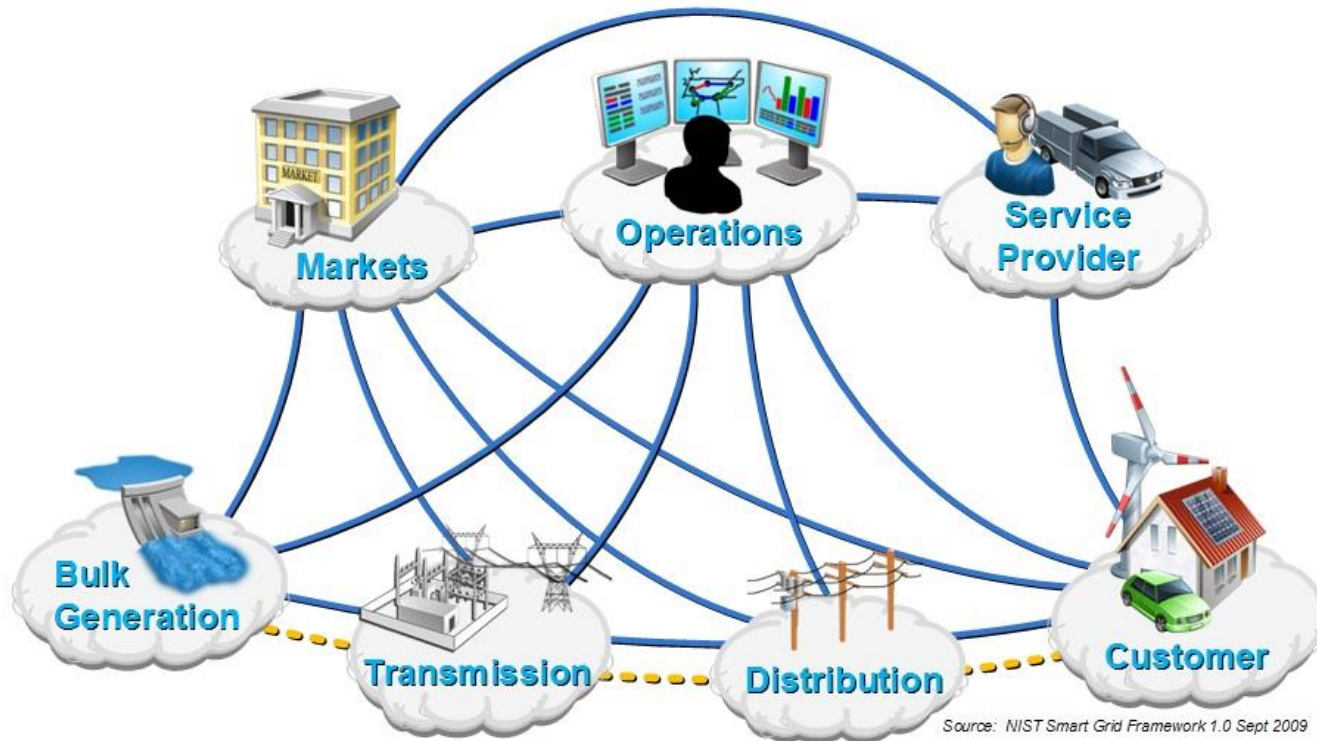 MARKET
Operations
Service
Provider
Markets
Bulk
Generation
Transmission
Distribution
Customer
Source: NIST Smart Grid Framework 1.0 Sept 2009